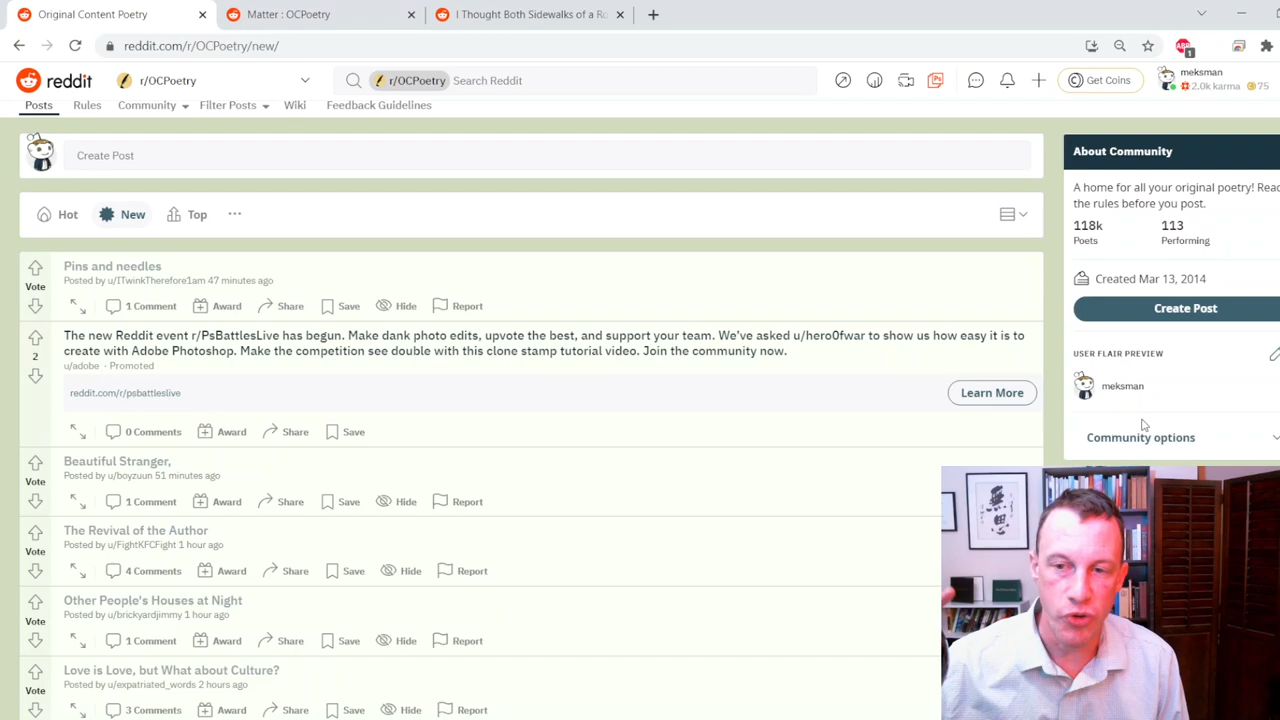 Original Content Poetry
Matter : OCPoetry
I Thought Both Sidewalks of a Ro
reddit.com/r/OCPoetry/new/
ABP
1
reddit
r/OCPoetry
r/OCPoetry Search Reddit
Get Coins
meksman
2.0k karma 75
Posts Rules Community Filter Posts Wiki Feedback Guidelines
Create Post
Hot New Top ...
Pins and needles
Posted by u/ITwinkTherefore1am 47 minutes ago
Vote
1 Comment Award Share Save Hide Report
The new Reddit event r/PsBattlesLive has begun. Make dank photo edits, upvote the best, and support your team. We've asked u/hero0fwar to show us how easy it is to
2
create with Adobe Photoshop. Make the competition see double with this clone stamp tutorial video. Join the community now.
u/adobe · Promoted
reddit.com/r/psbattleslive Learn More
0 Comments Award Share Save
Beautiful Stranger,
Posted by u/boyzuun 51 minutes ago
Vote
1 Comment Award Share Save Hide Report
The Revival of the Author
Posted by u/FightKFCFight 1 hour ago
Vote
4 Comments Award Share Save Hide Report
Other People's Houses at Night
Posted by u/brickyardjimmy 1 hour ago
Vote
1 Comment Award Share Save Hide Report
Love is Love, but What about Culture?
Posted by u/expatriated_words 2 hours ago
Vote
3 Comments Award Share Save Hide Report
About Community
A home for all your original poetry! Read
the rules before you post.
118k 113
Poets Performing
Created Mar 13, 2014
Create Post
USER FLAIR PREVIEW
meksman
Community options